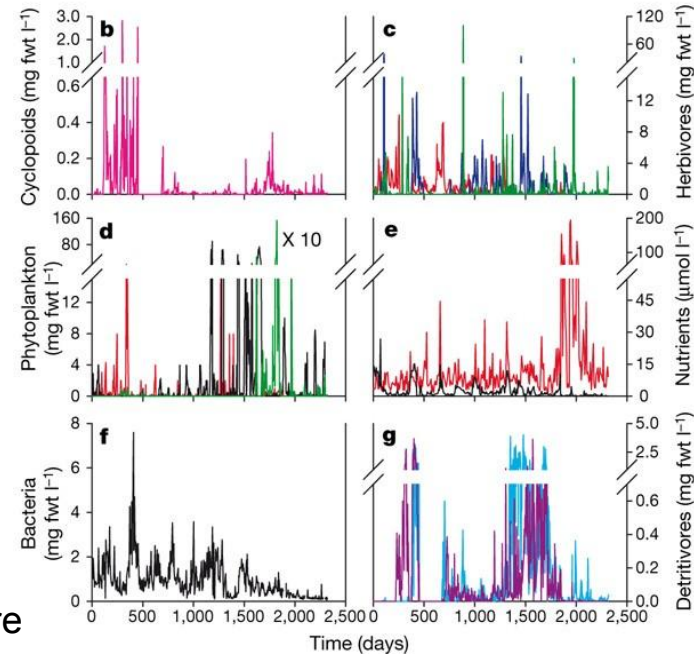 b
Cyclopoids (mg fwt l⁻¹)
3.0
2.0
1.0
0.6
0.4
0.2
0.0
c
Herbivores (mg fwt l⁻¹)
120
60
12
8
4
0
d
Phytoplankton
(mg fwt l⁻¹)
160
80
12
8
4
0
X 10
e
Nutrients (µmol l⁻¹)
200
100
45
30
15
0
f
Bacteria
(mg fwt l⁻¹)
8
6
4
2
0.0
g
Detritivores
(mg fwt l⁻¹)
5.0
2.5
0.6
0.4
0.2
0.0
0 500 1,000 1,500 2,000 2,500 0 500 1,000 1,500 2,000 2,500
Time (days)
re